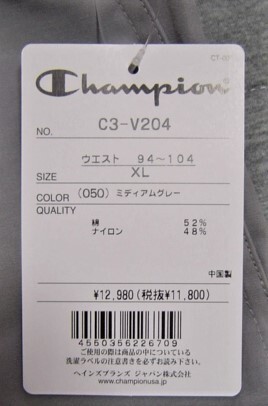 Champion
NO. C3-V204
ウエスト 94～104
SIZE XL
COLOR (050) ミディアムグレー
QUALITY
綿 52%
ナイロン 48%
中国製
¥12,980(税抜¥11,800)
4550356226709
ご使用の際は商品の中についている
洗濯ラベルの注意書きを必ずお読み下さい。
ヘインズブランズ ジャパン株式会社
www.championusa.jp